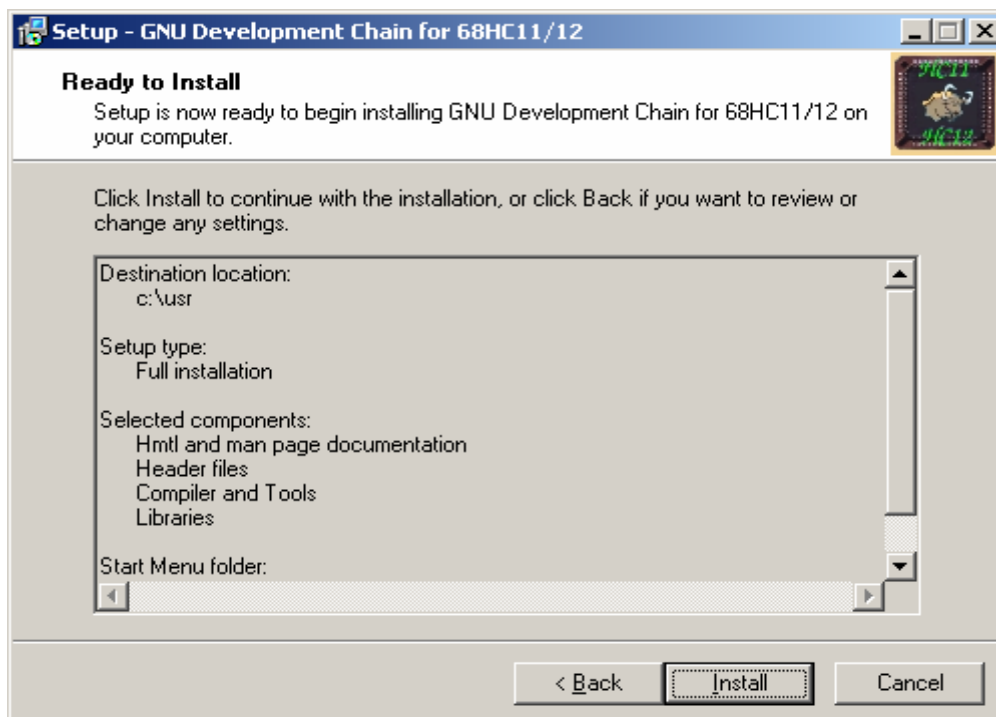 Setup - GNU Development Chain for 68HC11/12
Ready to Install
Setup is now ready to begin installing GNU Development Chain for 68HC11/12 on
your computer.
HC11
HC12
Click Install to continue with the installation, or click Back if you want to review or
change any settings.
Destination location:
c:\usr
Setup type:
Full installation
Selected components:
Hmtl and man page documentation
Header files
Compiler and Tools
Libraries
Start Menu folder:
< Back
Install
Cancel